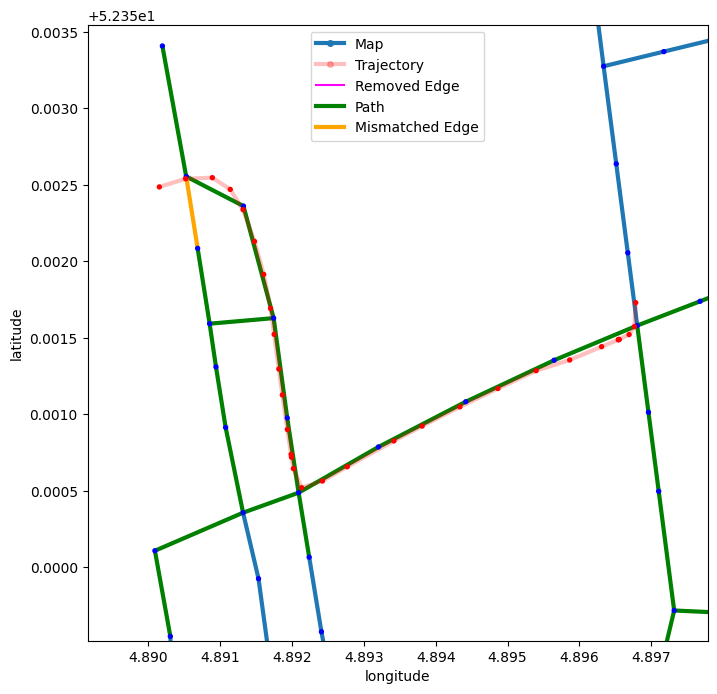 +5.235e1
0.0035
0.0030
0.0025
0.0020
0.0015
0.0010
0.0005
0.0000
latitude
Map
Trajectory
Removed Edge
Path
Mismatched Edge
4.890 4.891 4.892 4.893 4.894 4.895 4.896 4.897
longitude